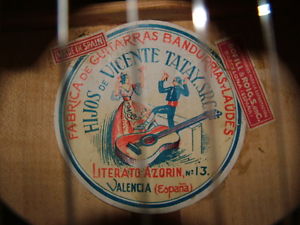 MADE IN SPAIN
FABRICA DE GUITARRAS BANDURRIAS Y LAUDES
HIJOS DE VICENTE TATAY, S.R.C.
LITERATO AZORIN, Nº 13.
VALENCIA (España)